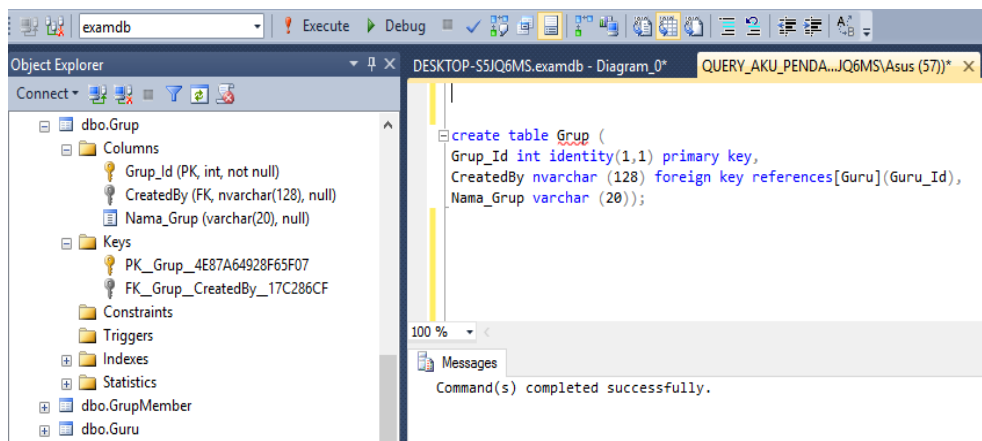 examdb
Execute
Debug
Object Explorer
Connect
dbo.Grup
Columns
Grup_Id (PK, int, not null)
CreatedBy (FK, nvarchar(128), null)
Nama_Grup (varchar(20), null)
Keys
PK__Grup__4E87A64928F65F07
FK__Grup__CreatedBy__17C286CF
Constraints
Triggers
Indexes
Statistics
dbo.GrupMember
dbo.Guru
DESKTOP-S5JQ6MS.examdb - Diagram_0*
QUERY_AKU_PENDA...JQ6MS\Asus (57))*
create table Grup (
Grup_Id int identity(1,1) primary key,
CreatedBy nvarchar (128) foreign key references[Guru](Guru_Id),
Nama_Grup varchar (20));
100 %
Messages
Command(s) completed successfully.